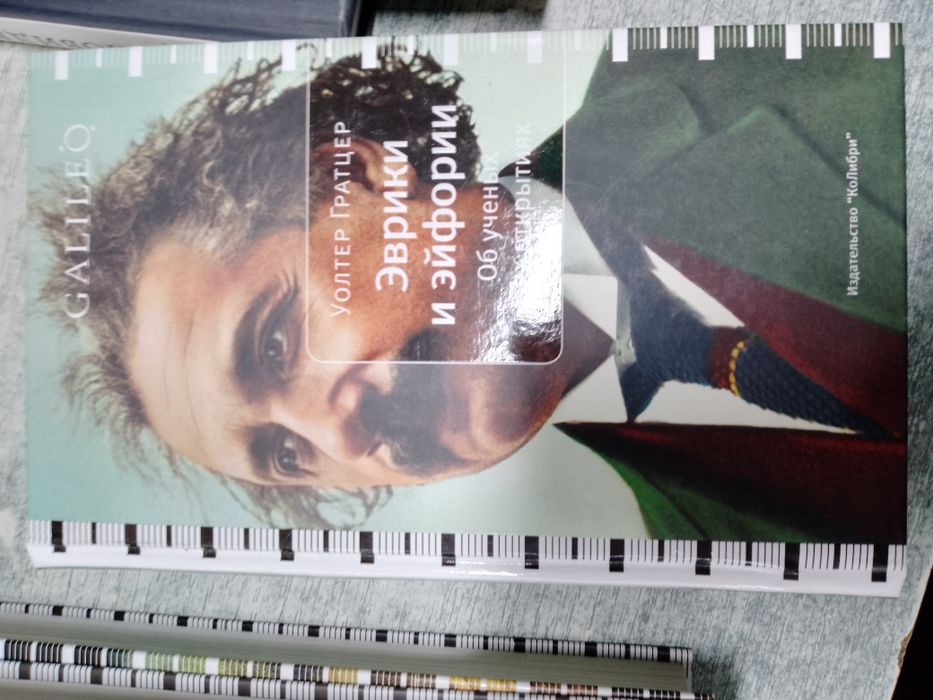 GALILEO
Уолтер Гратцер
Эврики
и эйфории
Об ученых
и открытиях
Издательство "КоЛибри"